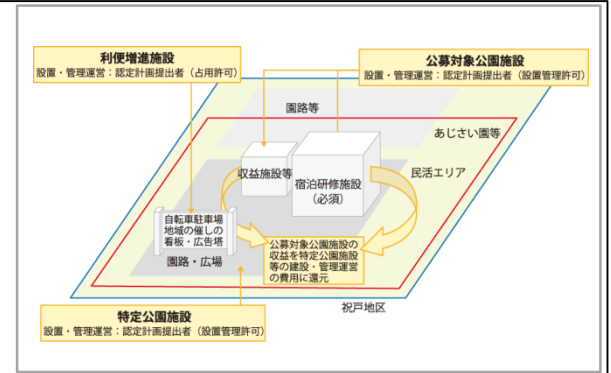 利便増進施設
設置・管理運営：認定計画提出者（占用許可）
公募対象公園施設
設置・管理運営：認定計画提出者（設置管理許可）
園路等
あじさい園等
収益施設等
宿泊研修施設
（必須）
民活エリア
自転車駐車場
地域の催しの
看板・広告塔
公募対象公園施設の
収益を特定公園施設
等の建設・管理運営
の費用に還元
園路・広場
祝戸地区
特定公園施設
設置・管理運営：認定計画提出者（設置管理許可）